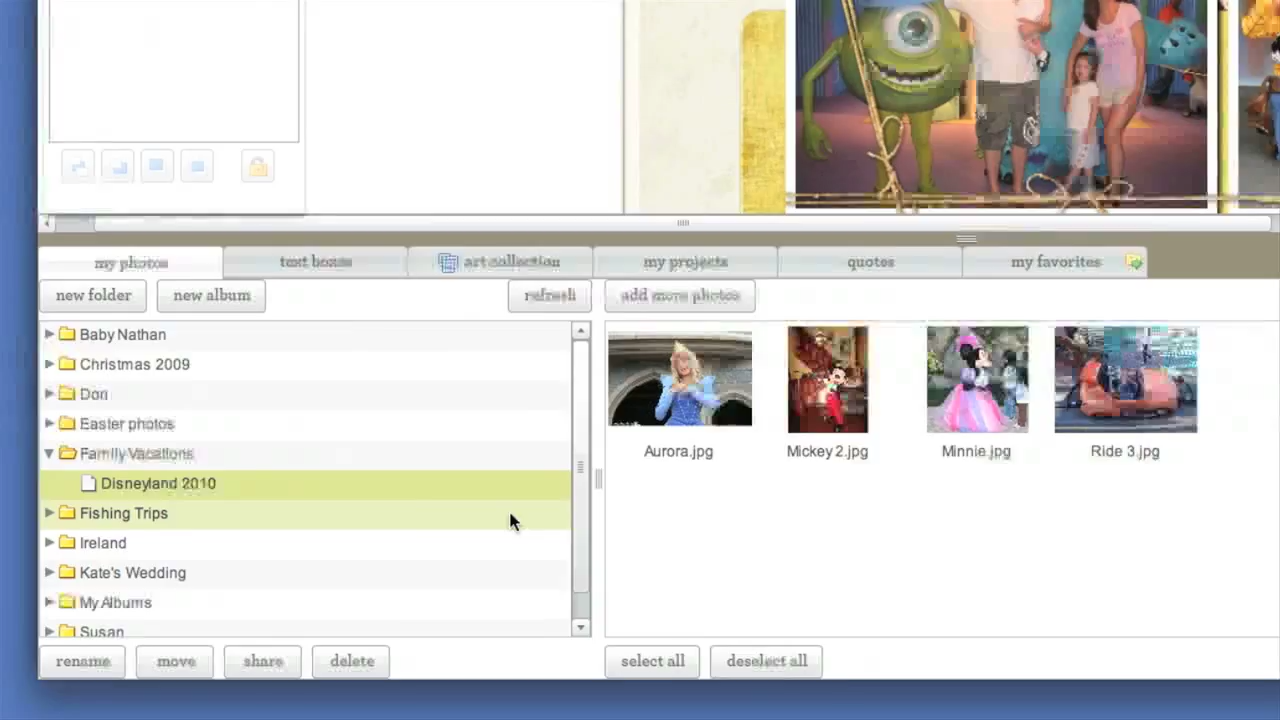 my photos text boxes art collection my projects quotes my favorites
new folder new album refresh add more photos
Baby Nathan
Christmas 2009
Don
Easter photos
Family Vacations
Disneyland 2010
Fishing Trips
Ireland
Kate's Wedding
My Albums
Susan
Aurora.jpg Mickey 2.jpg Minnie.jpg Ride 3.jpg
rename move share delete select all deselect all